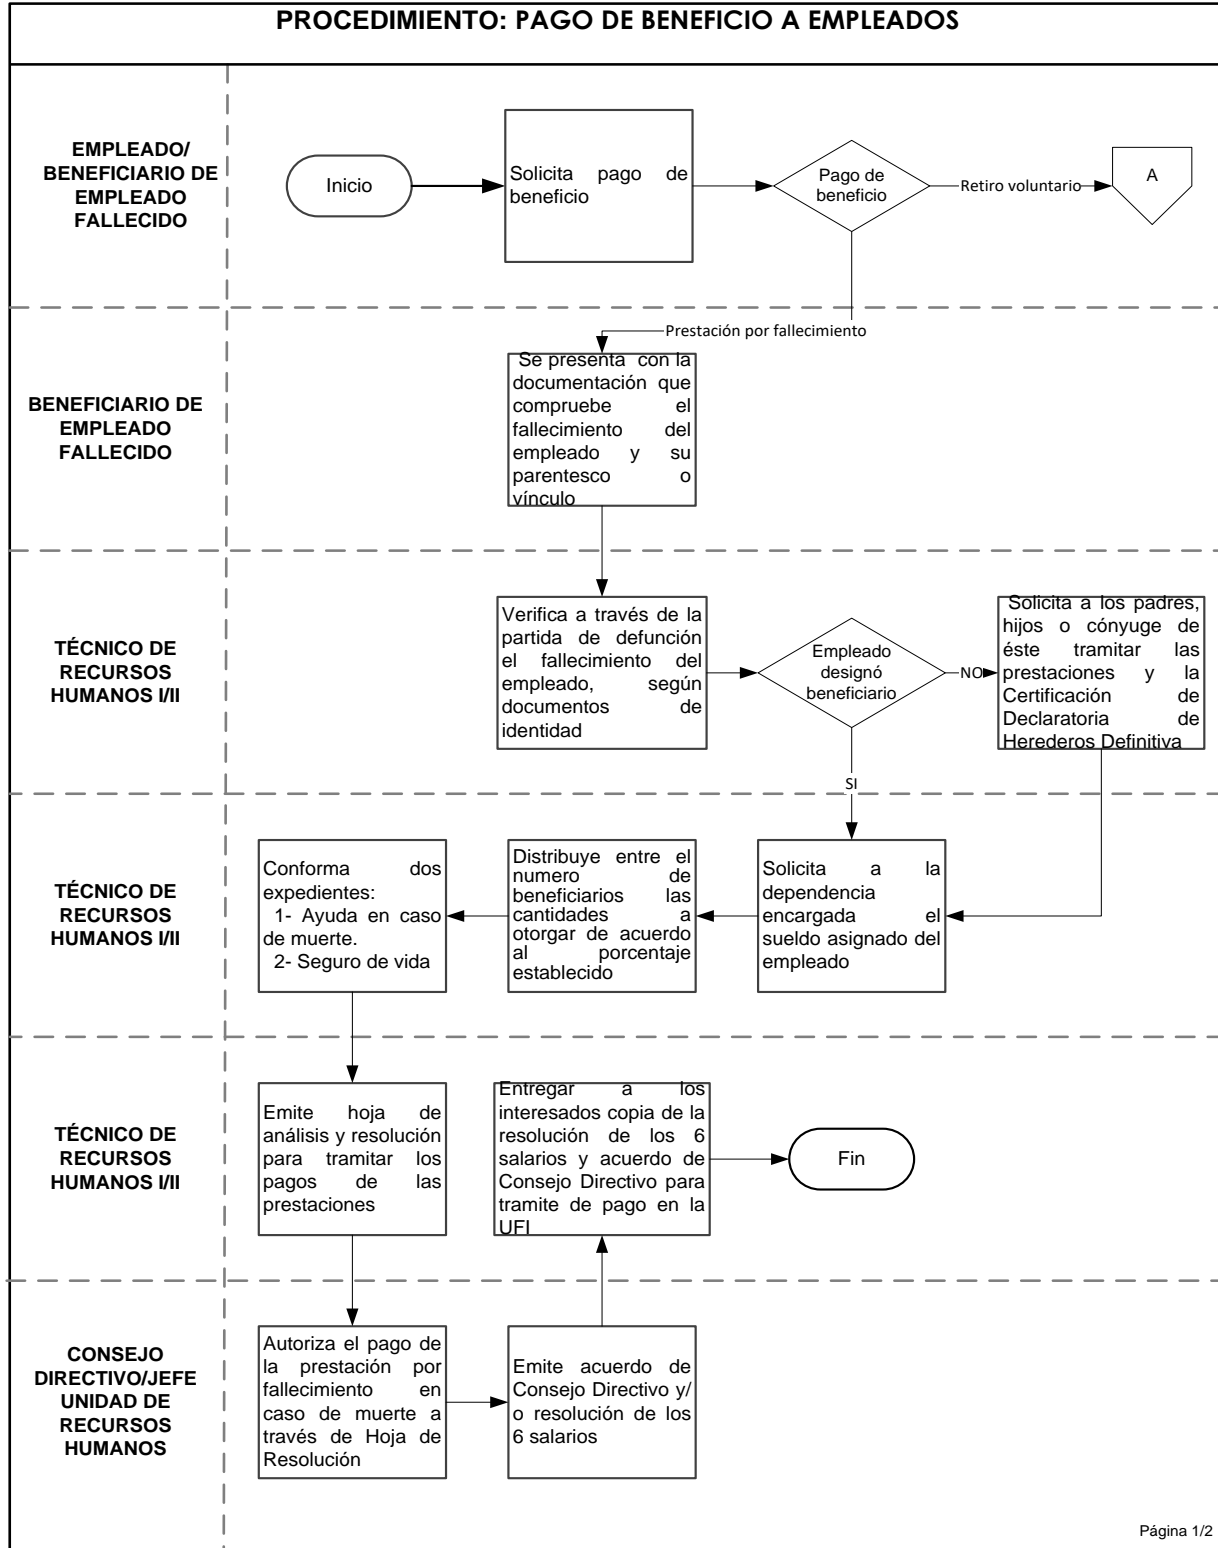 PROCEDIMIENTO: PAGO DE BENEFICIO A EMPLEADOS
EMPLEADO/
BENEFICIARIO DE
EMPLEADO
FALLECIDO
Inicio
Solicita pago de
beneficio
Pago de
beneficio
Retiro voluntario
A
Prestación por fallecimiento
BENEFICIARIO DE
EMPLEADO
FALLECIDO
Se presenta con la
documentación que
compruebe el
fallecimiento del
empleado y su
parentesco o
vínculo
TÉCNICO DE
RECURSOS
HUMANOS I/II
Verifica a través de la
partida de defunción
el fallecimiento del
empleado, según
documentos de
identidad
Empleado
designó
beneficiario
NO
Solicita a los padres,
hijos o cónyuge de
éste tramitar las
prestaciones y la
Certificación de
Declaratoria de
Herederos Definitiva
SI
TÉCNICO DE
RECURSOS
HUMANOS I/II
Conforma dos
expedientes:
1- Ayuda en caso
de muerte.
2- Seguro de vida
Distribuye entre el
numero de
beneficiarios las
cantidades a
otorgar de acuerdo
al porcentaje
establecido
Solicita a la
dependencia
encargada el
sueldo asignado del
empleado
TÉCNICO DE
RECURSOS
HUMANOS I/II
Emite hoja de
análisis y resolución
para tramitar los
pagos de las
prestaciones
Entregar a los
interesados copia de la
resolución de los 6
salarios y acuerdo de
Consejo Directivo para
tramite de pago en la
UFI
Fin
CONSEJO
DIRECTIVO/JEFE
UNIDAD DE
RECURSOS
HUMANOS
Autoriza el pago de
la prestación por
fallecimiento en
caso de muerte a
través de Hoja de
Resolución
Emite acuerdo de
Consejo Directivo y/
o resolución de los
6 salarios
Página 1/2